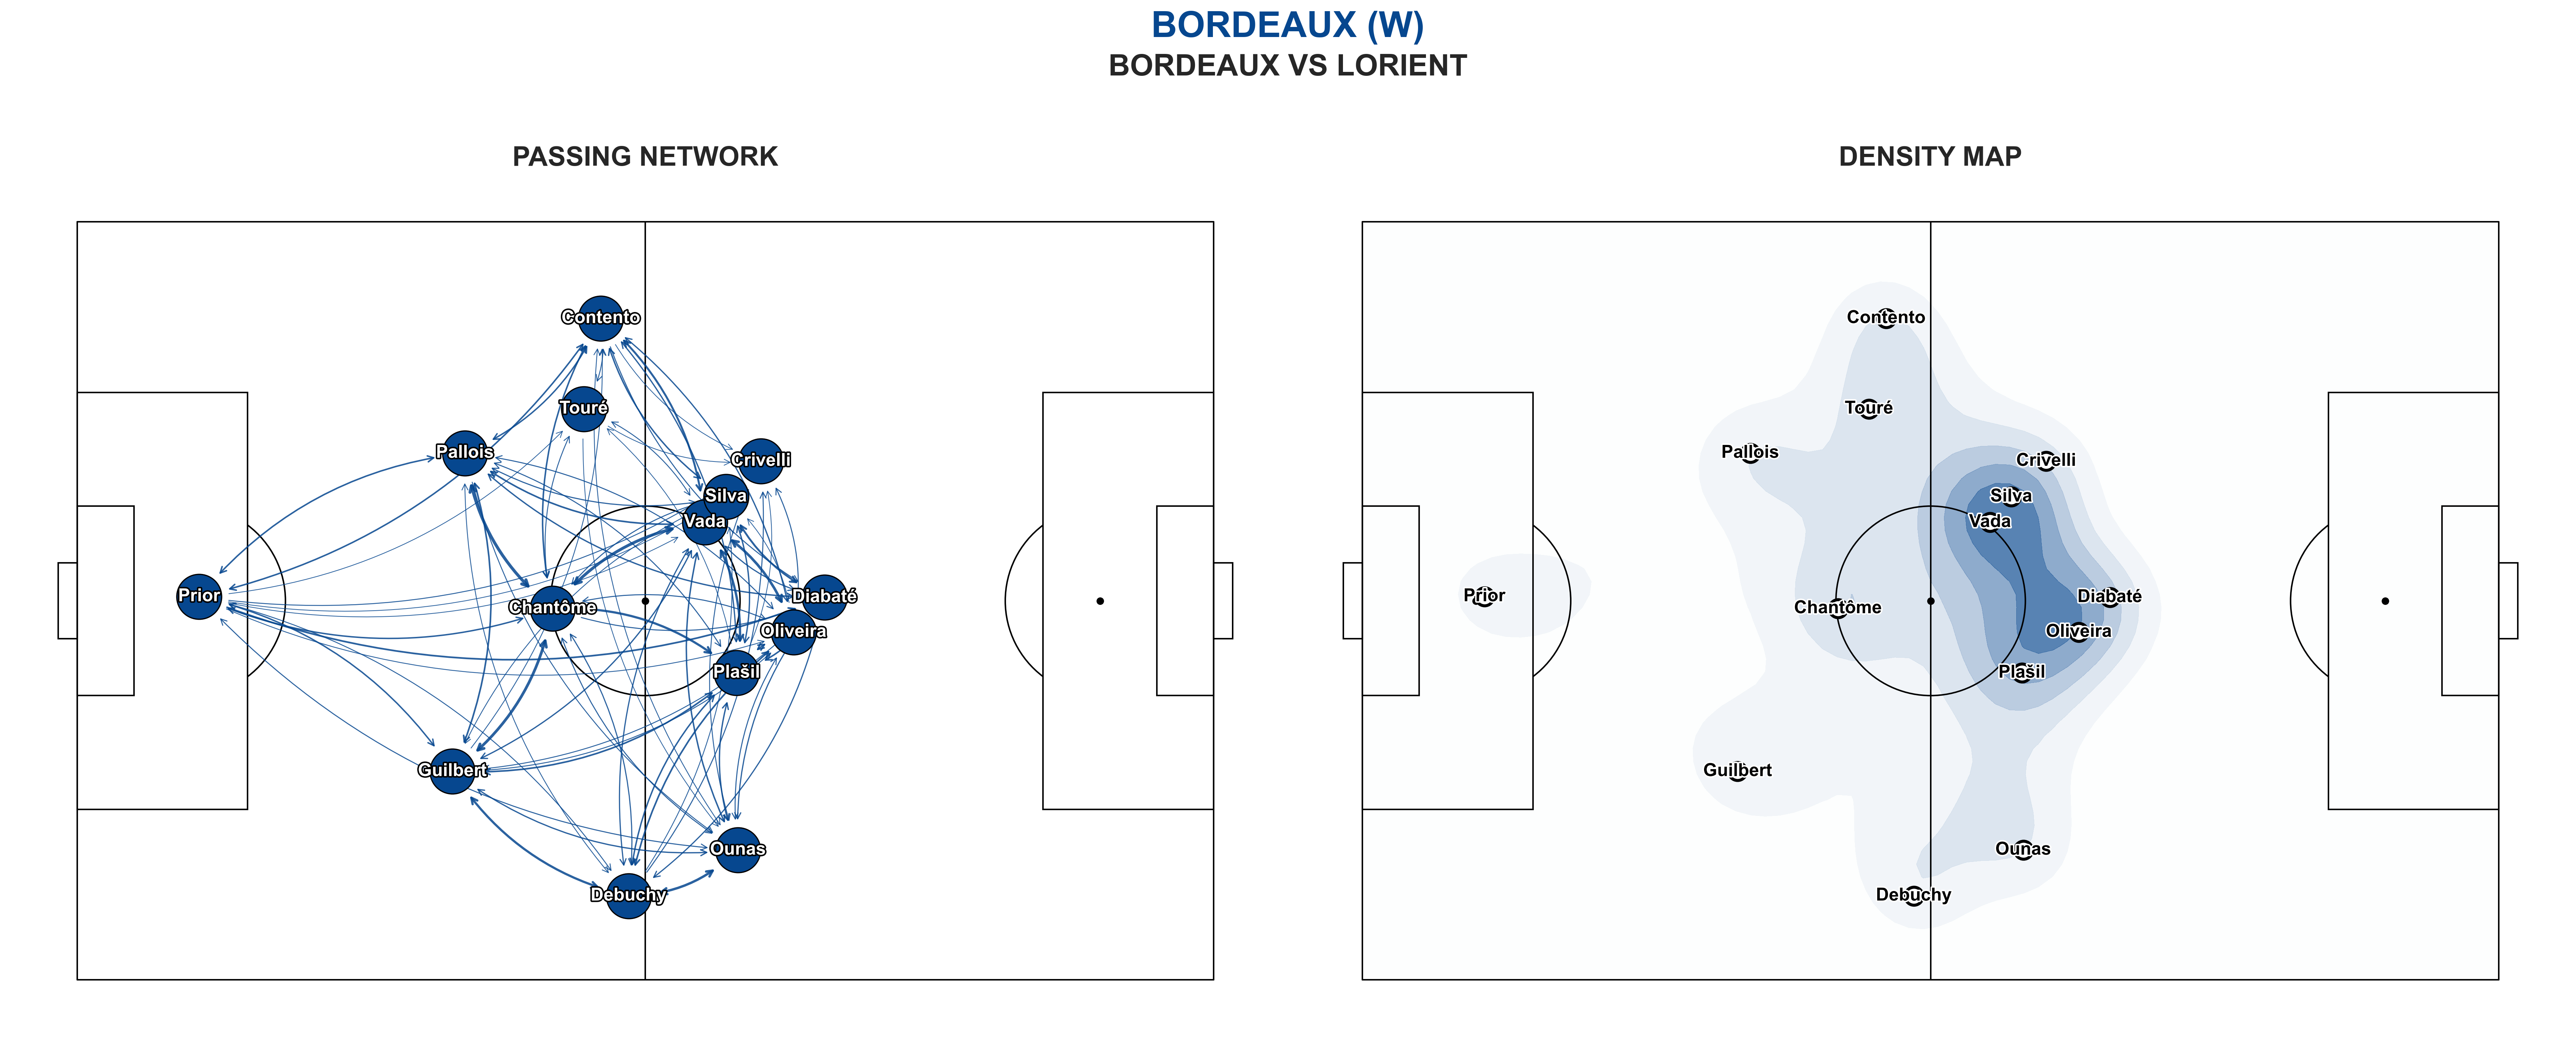 BORDEAUX (W)
BORDEAUX VS LORIENT
PASSING NETWORK
Contento
Touré
Pallois
Crivelli
Silva
Vada
Prior
Chantôme
Diabaté
Oliveira
Plašil
Guilbert
Ounas
Debuchy
DENSITY MAP
Contento
Touré
Pallois
Crivelli
Silva
Vada
Prior
Chantôme
Diabaté
Oliveira
Plašil
Guilbert
Ounas
Debuchy